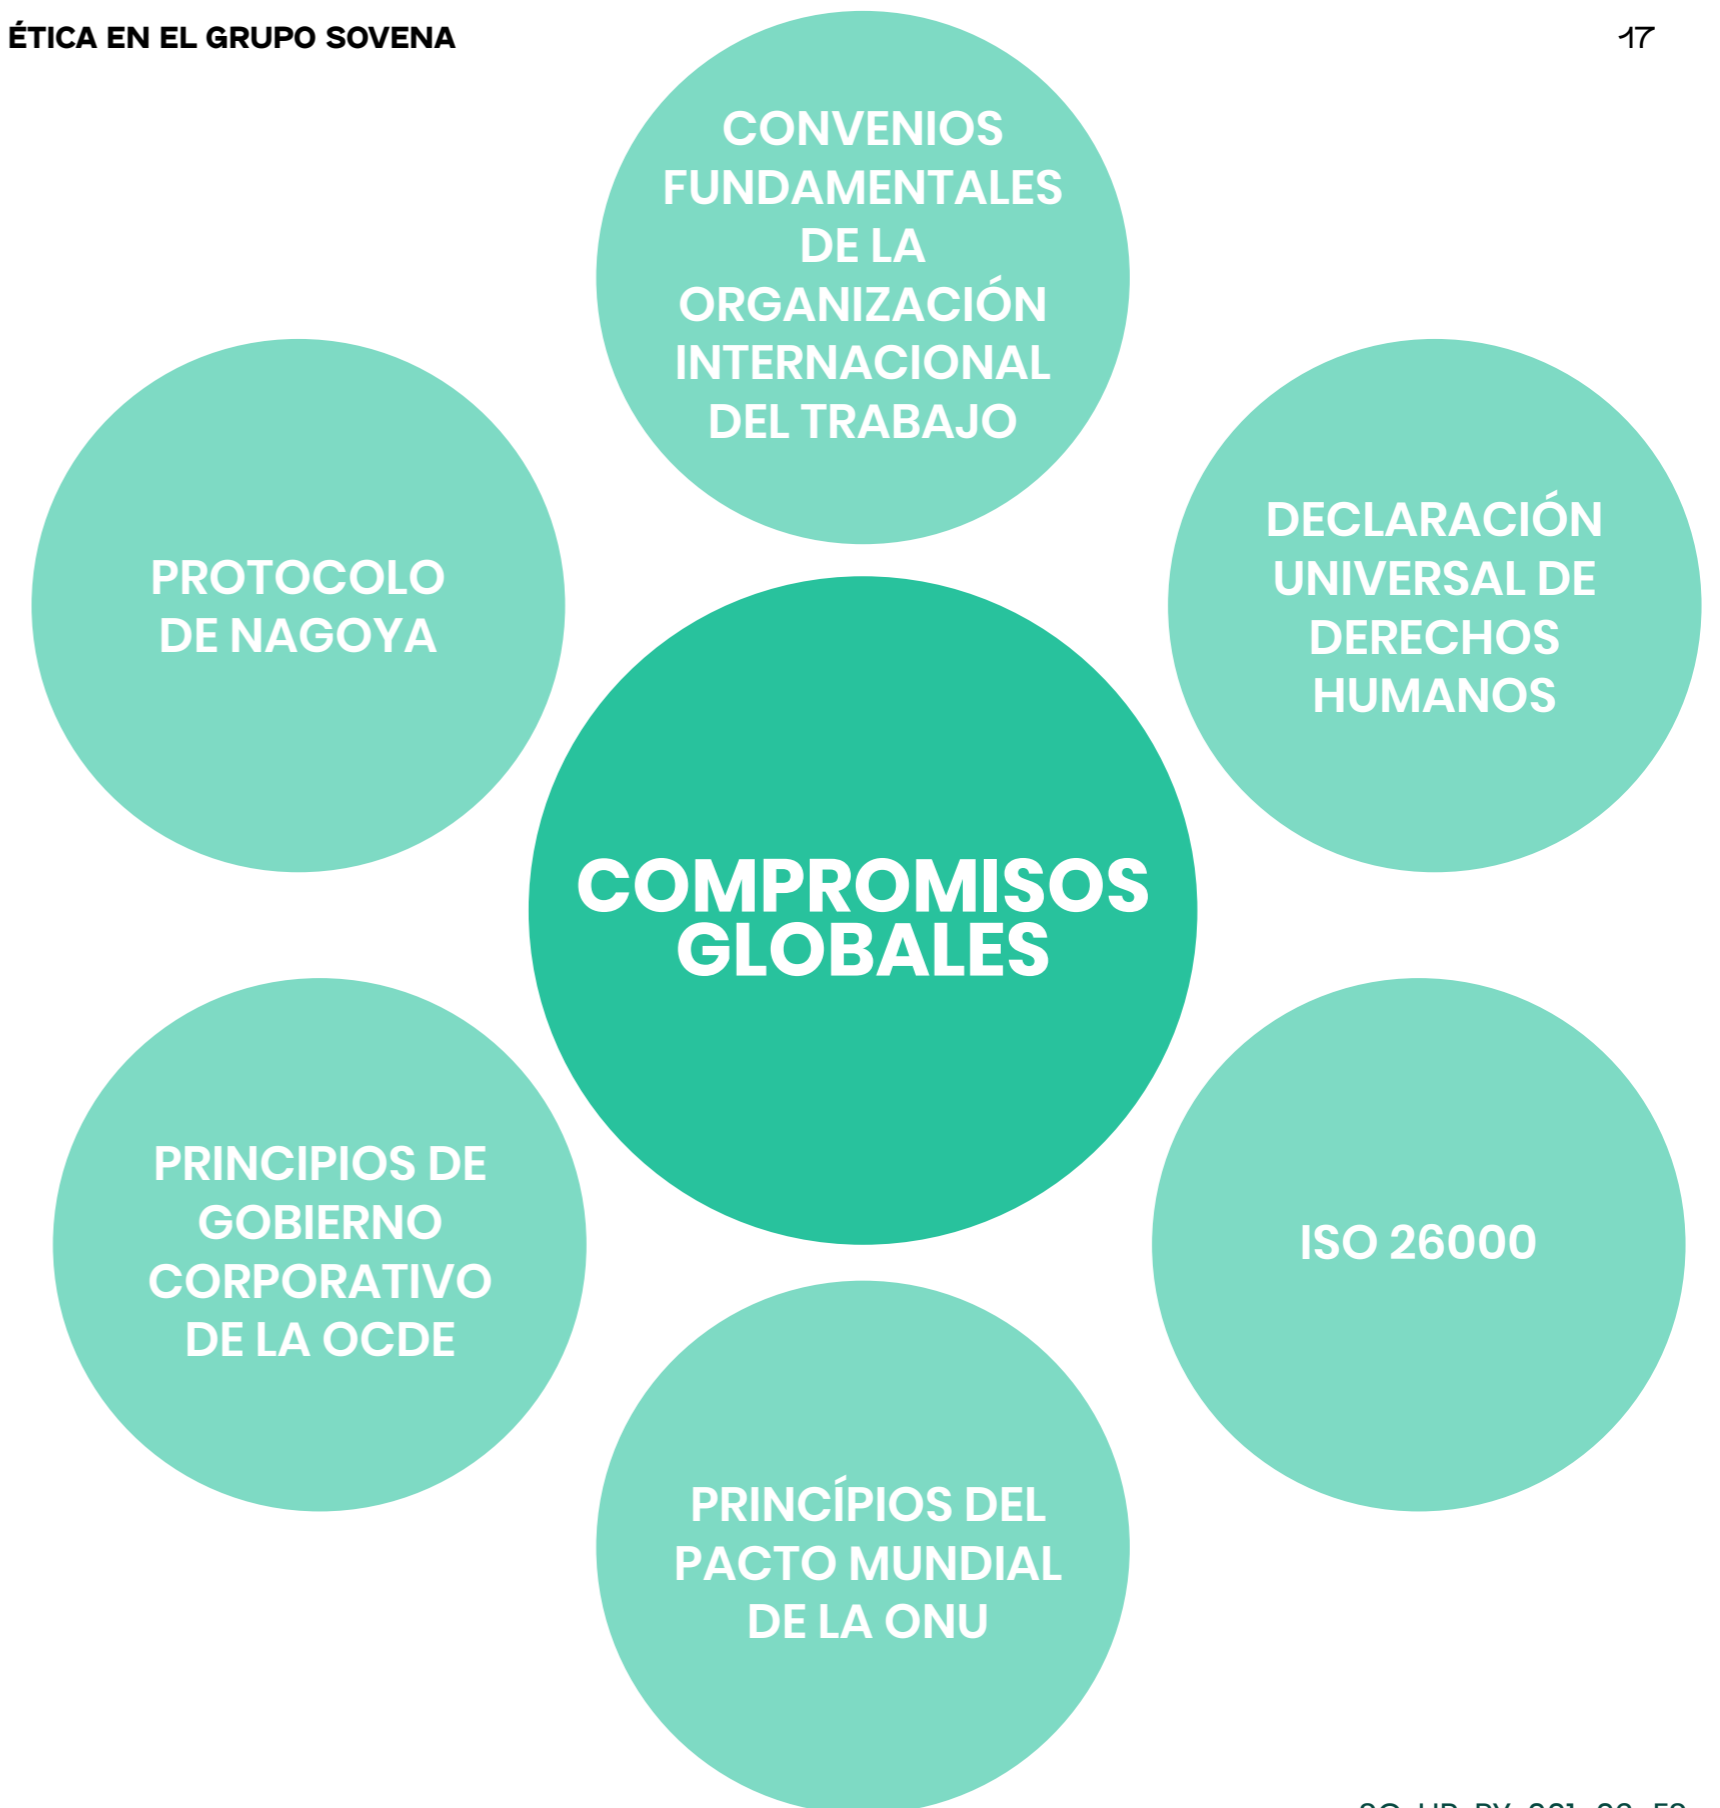 ÉTICA EN EL GRUPO SOVENA
17
CONVENIOS
FUNDAMENTALES
DE LA
ORGANIZACIÓN
INTERNACIONAL
DEL TRABAJO
PROTOCOLO
DE NAGOYA
DECLARACIÓN
UNIVERSAL DE
DERECHOS
HUMANOS
COMPROMISOS
GLOBALES
PRINCIPIOS DE
GOBIERNO
CORPORATIVO
DE LA OCDE
ISO 26000
PRINCÍPIOS DEL
PACTO MUNDIAL
DE LA ONU